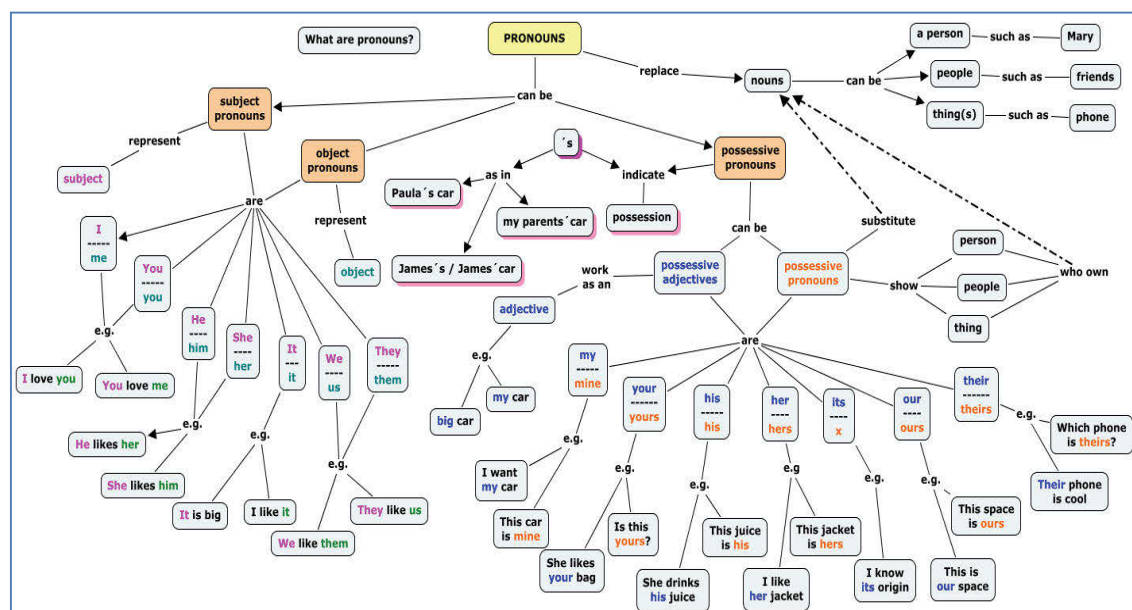 What are pronouns?
PRONOUNS
replace
nouns
can be
a person
such as
Mary
people
such as
friends
thing(s)
such as
phone
can be
subject
pronouns
represent
subject
object
pronouns
represent
object
´s
as in
indicate
Paula´s car
my parents´car
James´s / James´car
possession
possessive
pronouns
can be
substitute
are
I
-----
me
You
-----
you
He
----
him
She
----
her
It
---
it
We
----
us
They
-----
them
e.g.
I love you
You love me
e.g.
He likes her
She likes him
e.g.
It is big
I like it
e.g.
They like us
We like them
work
as an
adjective
e.g.
big car
my car
possessive
adjectives
possessive
pronouns
show
person
people
thing
who own
are
my
-----
mine
your
------
yours
his
-----
his
her
----
hers
its
----
x
our
----
ours
their
------
theirs
e.g.
I want
my car
This car
is mine
e.g.
She likes
your bag
Is this
yours?
e.g.
She drinks
his juice
This juice
is his
e.g
I like
her jacket
This jacket
is hers
e.g.
I know
its origin
e.g.
This is
our space
This space
is ours
e.g.
Which phone
is theirs?
Their phone
is cool